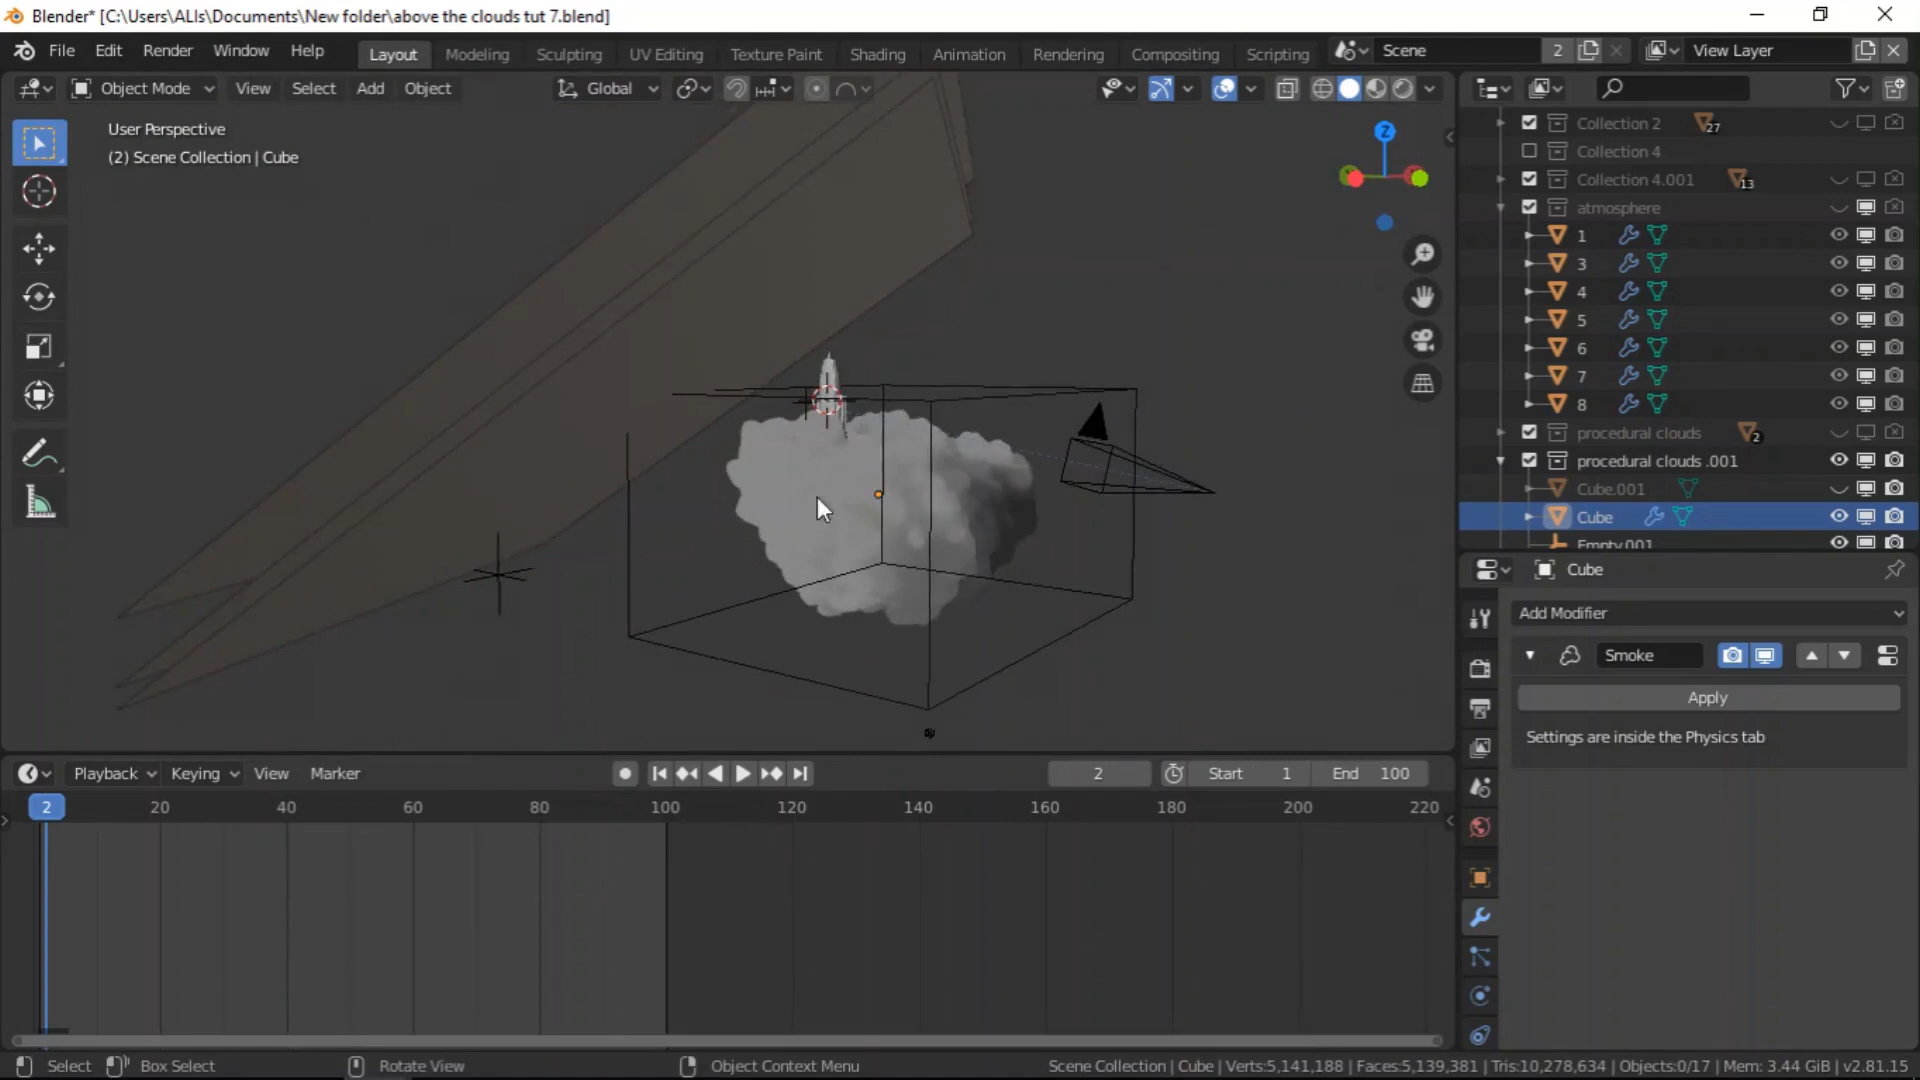 Blender* [C:\Users\ALIs\Documents\New folder\above the clouds tut 7.blend]
File Edit Render Window Help Layout Modeling Sculpting UV Editing Texture Paint Shading Animation Rendering Compositing Scripting Scene 2 View Layer
Object Mode View Select Add Object Global
User Perspective
(2) Scene Collection | Cube
Z
Collection 2 27
Collection 4
Collection 4.001 13
atmosphere
1
3
4
5
6
7
8
procedural clouds 2
procedural clouds .001
Cube.001
Cube
Empty.001
Cube
Add Modifier
Smoke
Apply
Settings are inside the Physics tab
Playback Keying View Marker 2 Start 1 End 100
2 20 40 60 80 100 120 140 160 180 200 220
Select Box Select Rotate View Object Context Menu Scene Collection | Cube | Verts:5,141,188 | Faces:5,139,381 | Tris:10,278,634 | Objects:0/17 | Mem: 3.44 GiB | v2.81.15